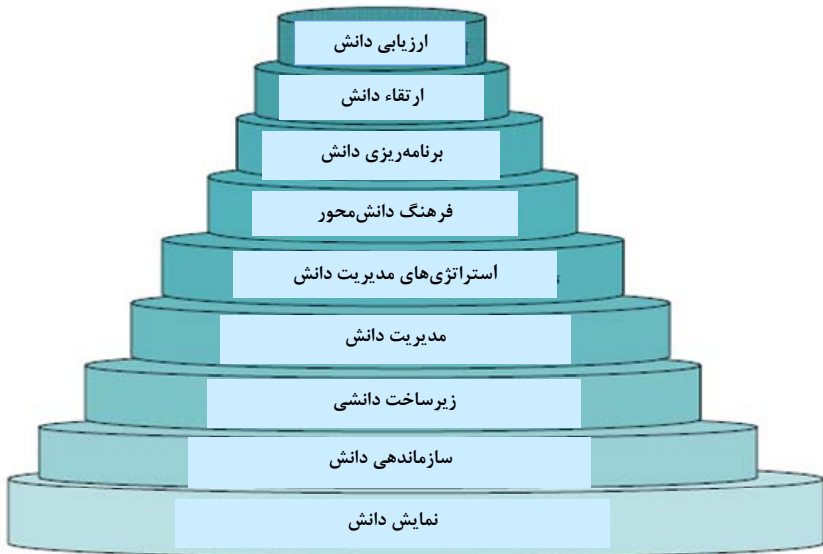 ارزیابی دانش
ارتقاء دانش
برنامه‌ریزی دانش
فرهنگ دانش‌محور
استراتژی‌های مدیریت دانش
مدیریت دانش
زیرساخت دانشی
سازماندهی دانش
نمایش دانش